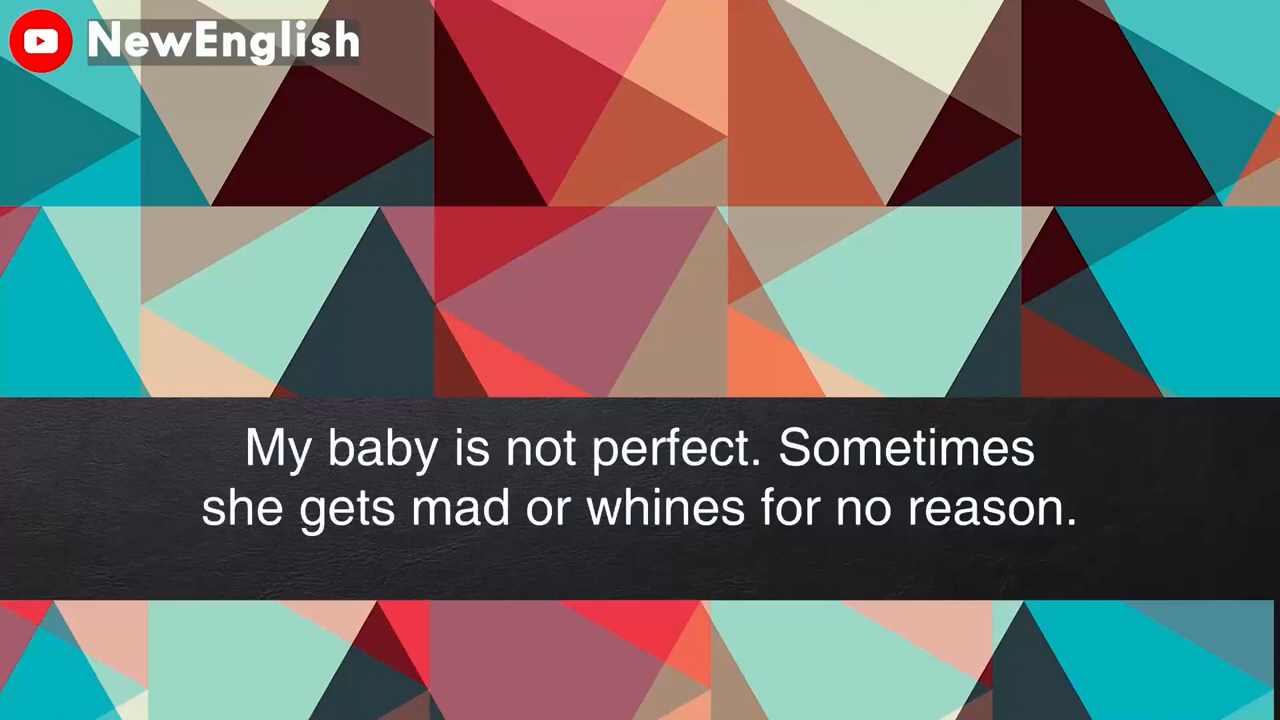 NewEnglish
My baby is not perfect. Sometimes
she gets mad or whines for no reason.